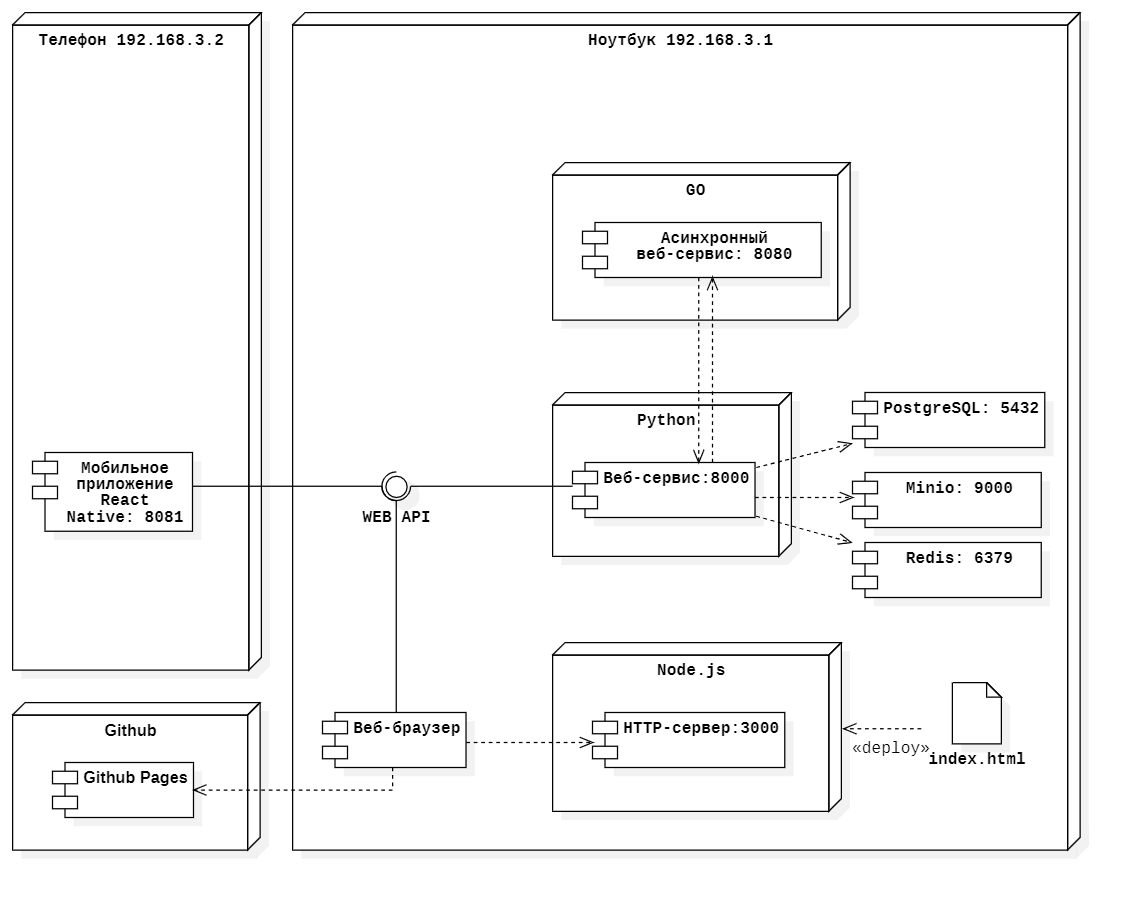 Телефон 192.168.3.2
Ноутбук 192.168.3.1
GO
Асинхронный
веб-сервис: 8080
Python
PostgreSQL: 5432
Мобильное
приложение
React
Native: 8081
WEB API
Веб-сервис:8000
Minio: 9000
Redis: 6379
Node.js
Github
Веб-браузер
HTTP-сервер:3000
«deploy»
index.html
Github Pages